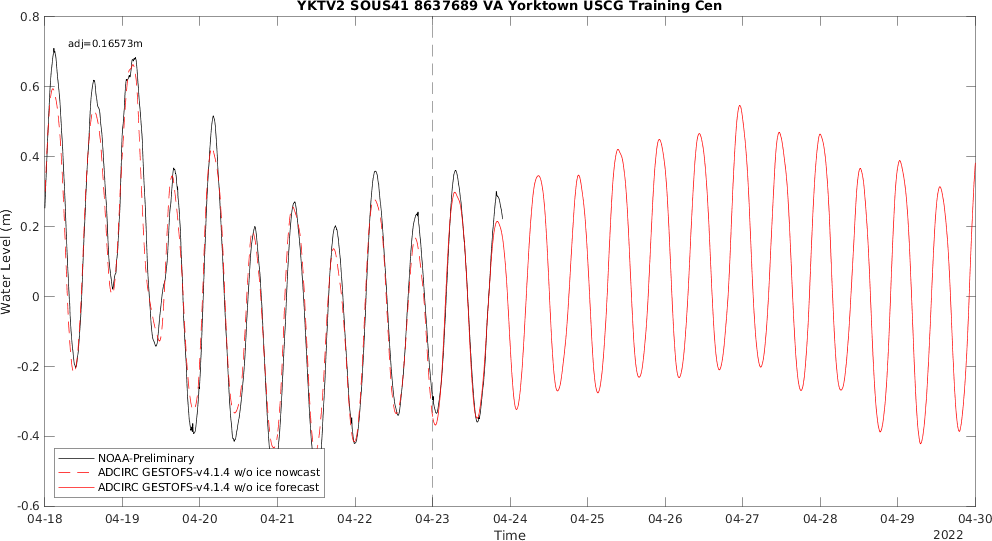 YKTV2 SOUS41 8637689 VA Yorktown USCG Training Cen
adj=0.16573m
0.8
0.6
0.4
0.2
0
-0.2
-0.4
-0.6
Water Level (m)
NOAA-Preliminary
ADCIRC GESTOFS-v4.1.4 w/o ice nowcast
ADCIRC GESTOFS-v4.1.4 w/o ice forecast
04-18 04-19 04-20 04-21 04-22 04-23 04-24 04-25 04-26 04-27 04-28 04-29 04-30
Time
2022